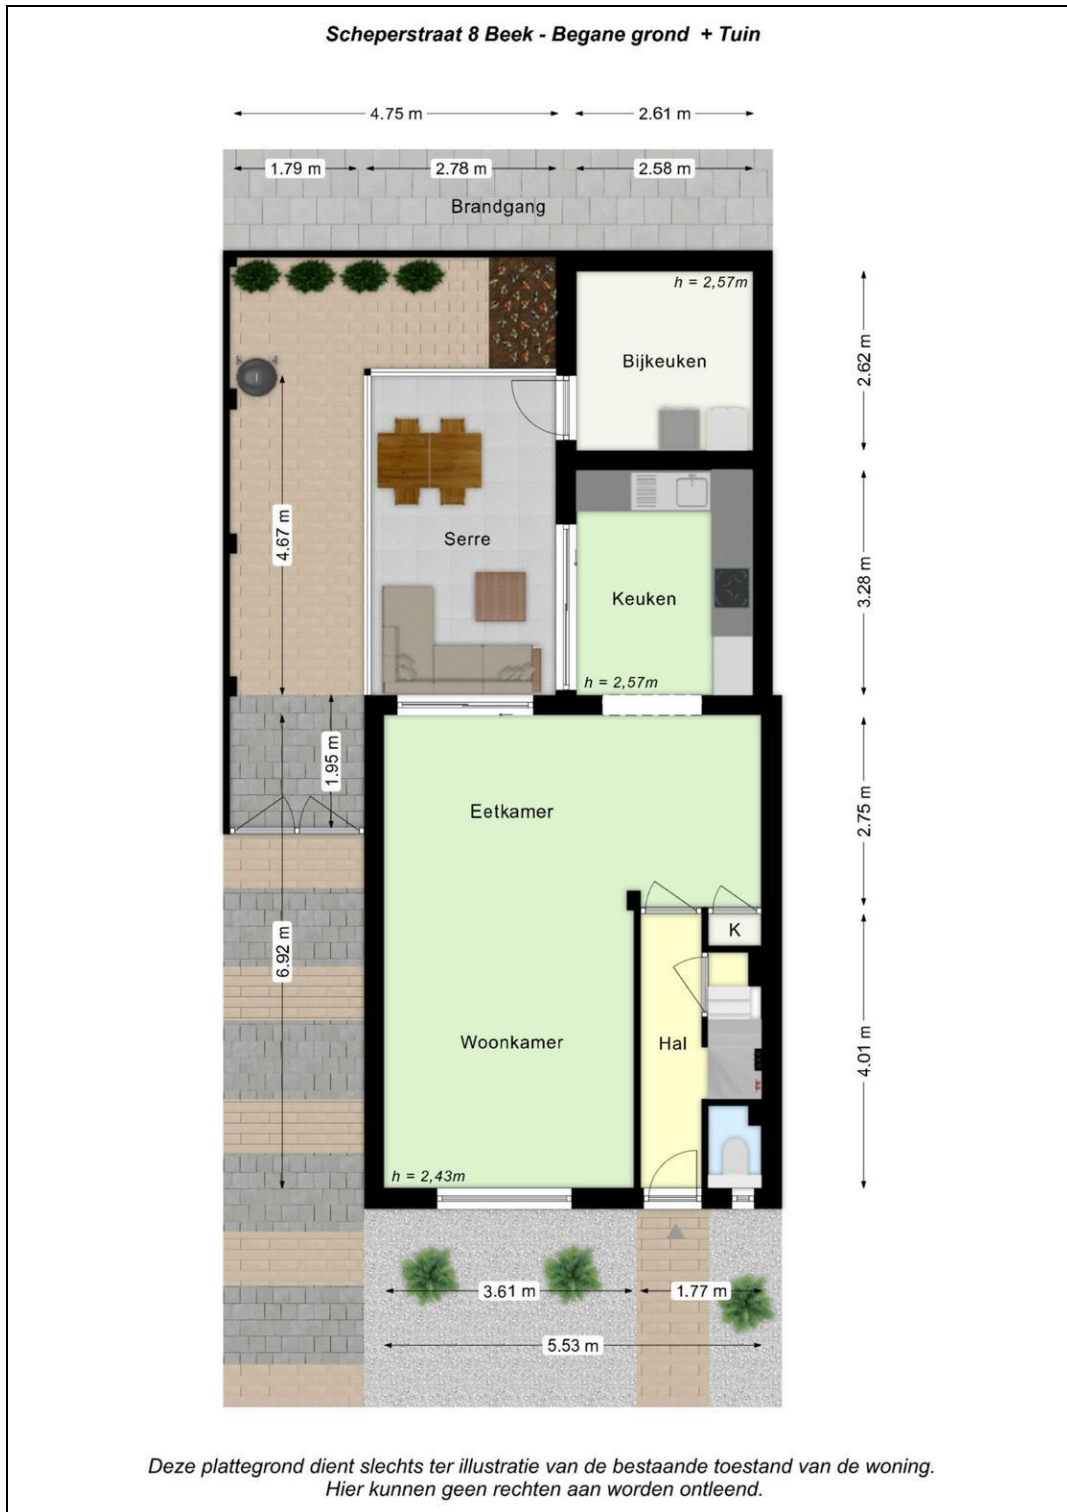 Scheperstraat 8 Beek - Begane grond + Tuin
4.75 m
2.61 m
1.79 m
2.78 m
2.58 m
Brandgang
h = 2,57m
Bijkeuken
2.62 m
4.67 m
Serre
Keuken
3.28 m
h = 2,57m
1.95 m
Eetkamer
2.75 m
6.92 m
K
Woonkamer
Hal
4.01 m
h = 2,43m
3.61 m
1.77 m
5.53 m
Deze plattegrond dient slechts ter illustratie van de bestaande toestand van de woning.
Hier kunnen geen rechten aan worden ontleend.